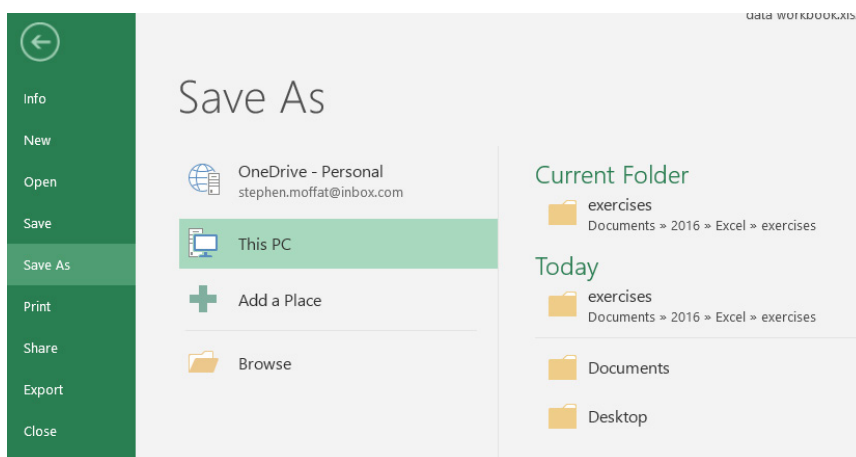 data workbook.xls
Info
New
Open
Save
Save As
Print
Share
Export
Close
Save As
OneDrive - Personal
stephen.moffat@inbox.com
This PC
Add a Place
Browse
Current Folder
exercises
Documents » 2016 » Excel » exercises
Today
exercises
Documents » 2016 » Excel » exercises
Documents
Desktop